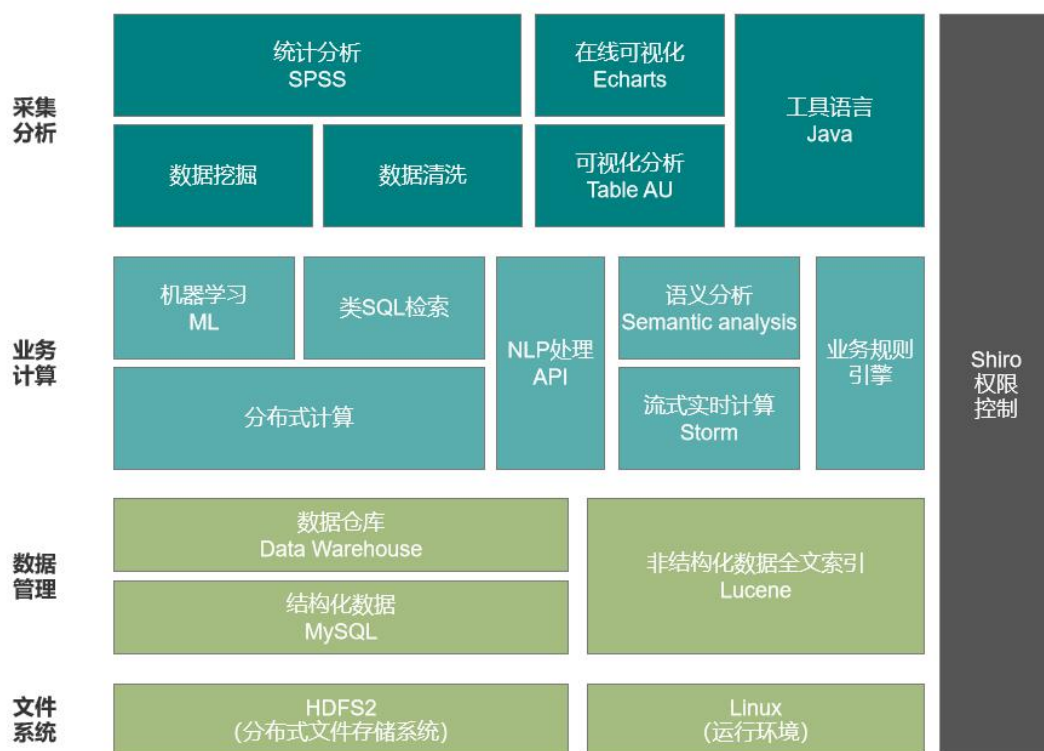 采集
分析
统计分析
SPSS
在线可视化
Echarts
工具语言
Java
数据挖掘
数据清洗
可视化分析
Table AU
业务
计算
机器学习
ML
类SQL检索
NLP处理
API
语义分析
Semantic analysis
业务规则
引擎
分布式计算
流式实时计算
Storm
数据
管理
数据仓库
Data Warehouse
非结构化数据全文索引
Lucene
结构化数据
MySQL
文件
系统
HDFS2
(分布式文件存储系统)
Linux
(运行环境)
Shiro
权限
控制